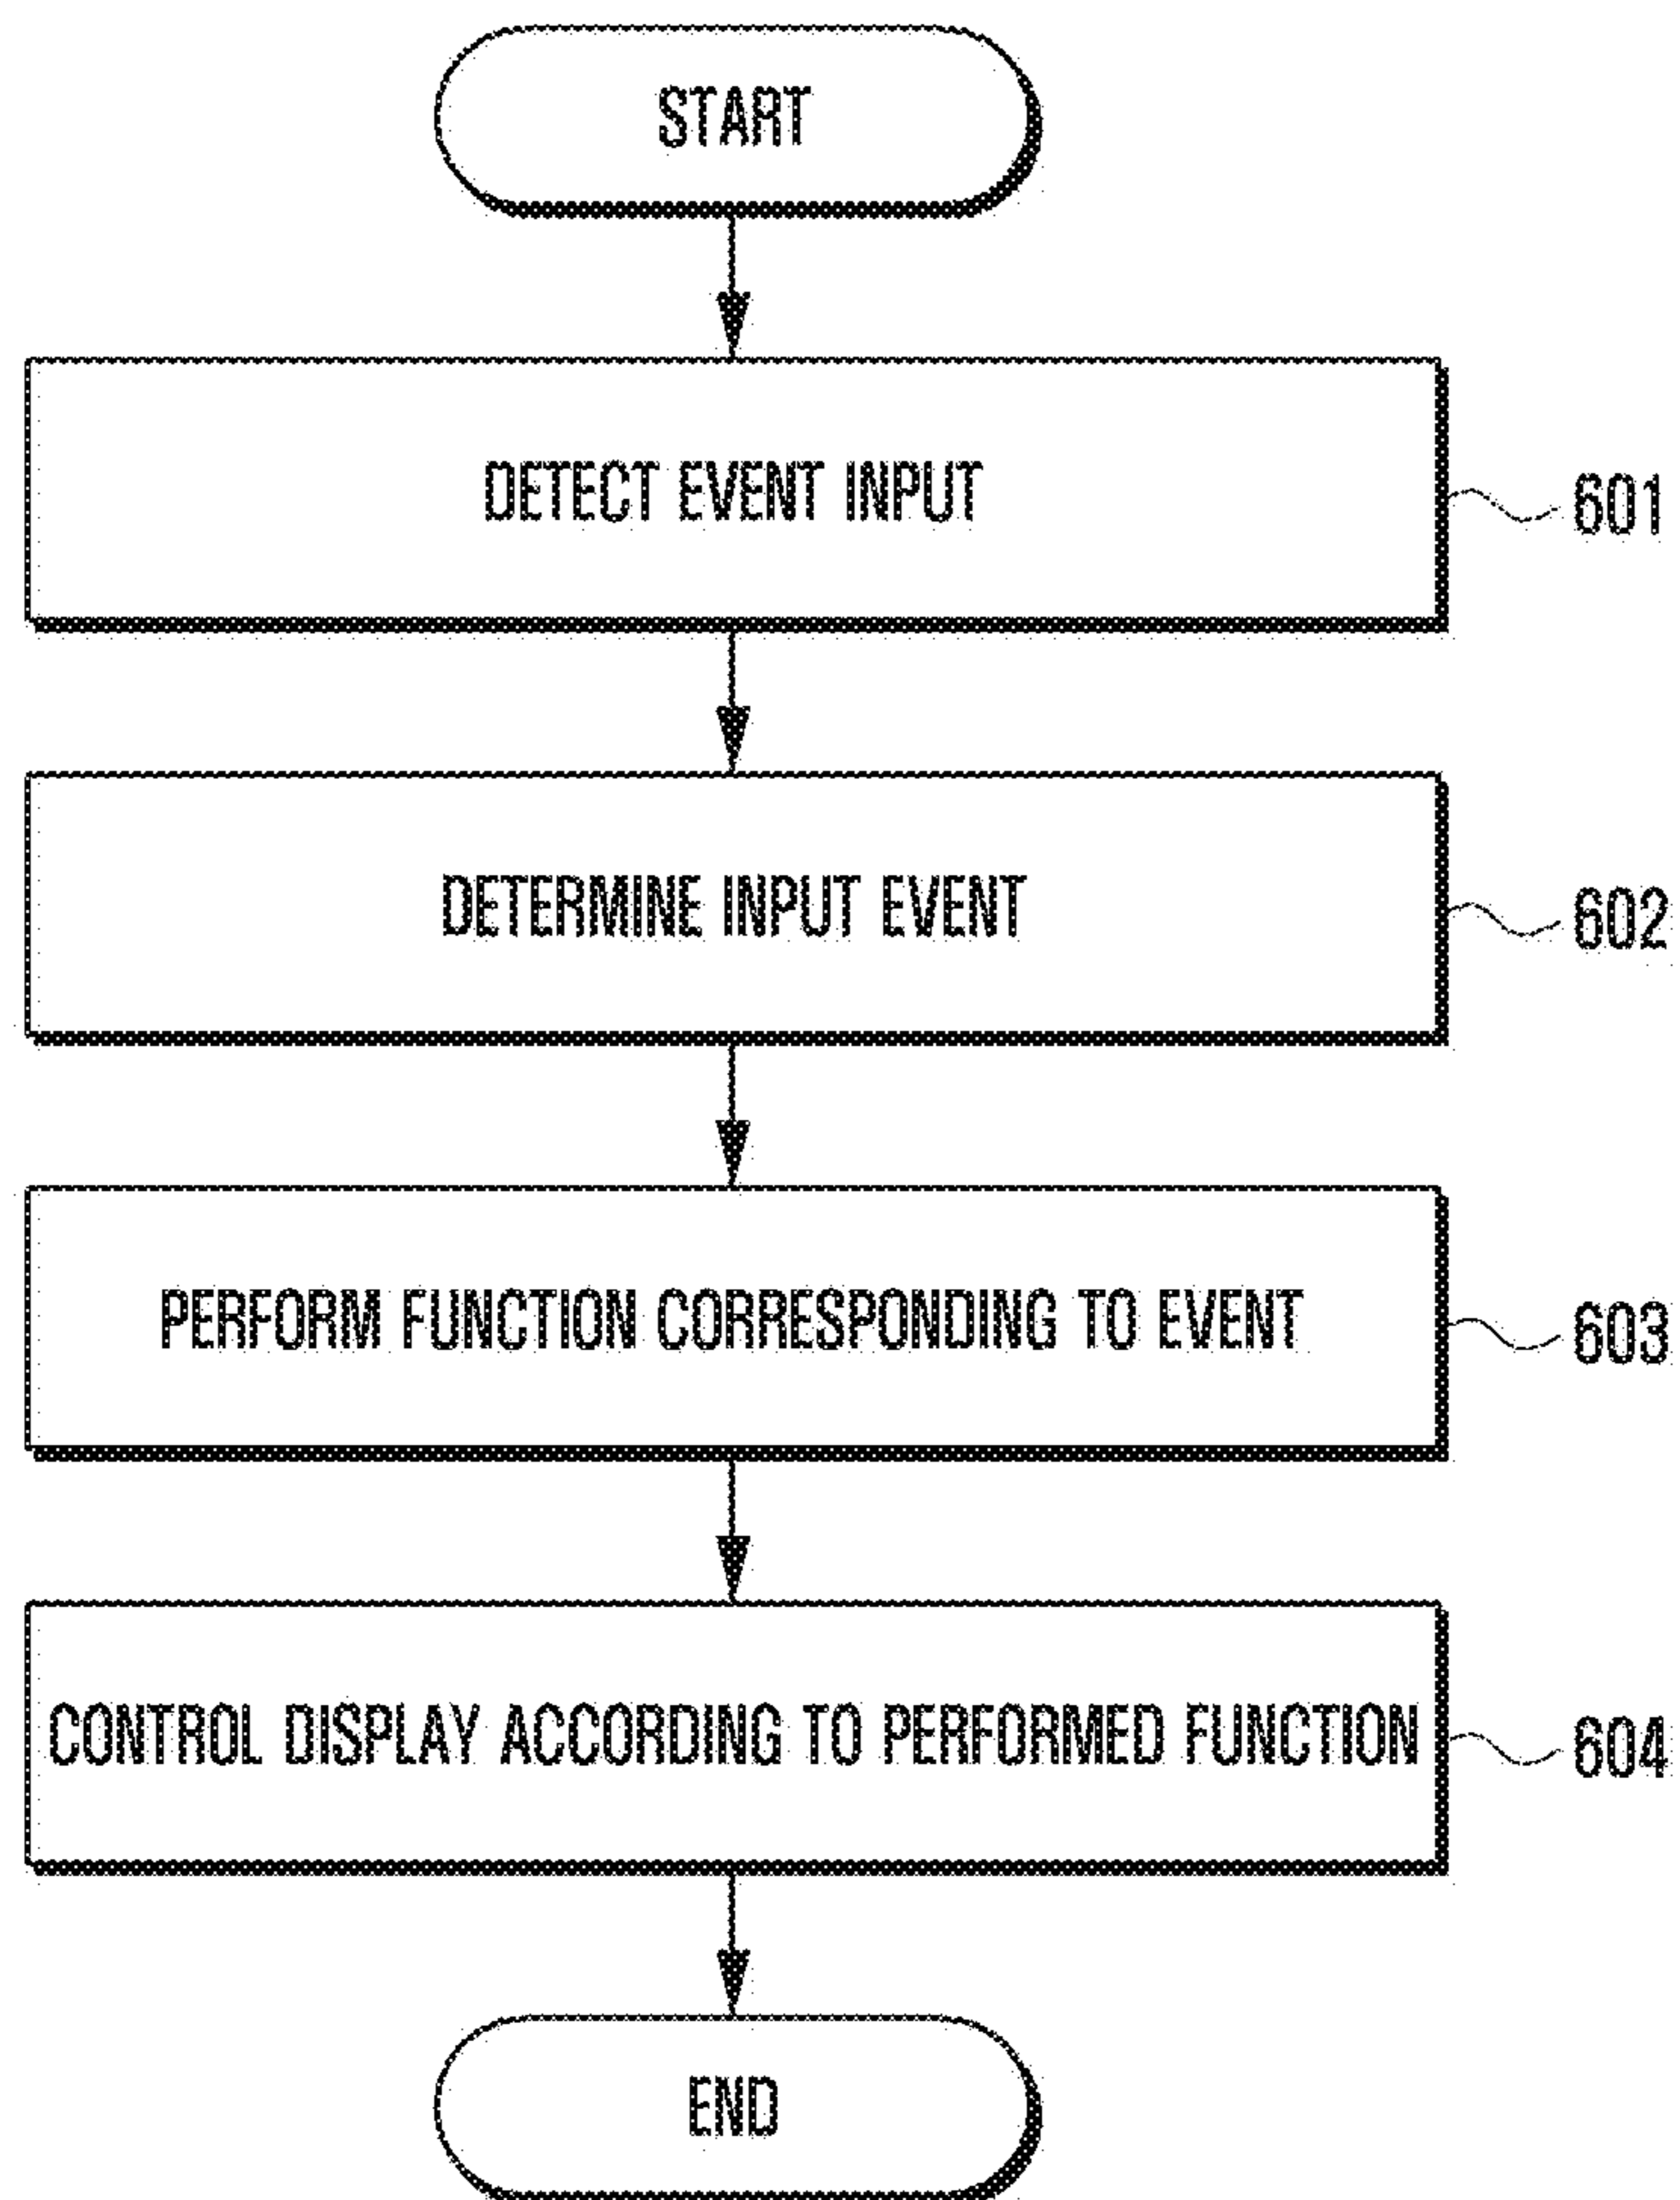 START
DETECT EVENT INPUT
601
DETERMINE INPUT EVENT
602
PERFORM FUNCTION CORRESPONDING TO EVENT
603
CONTROL DISPLAY ACCORDING TO PERFORMED FUNCTION
604
END